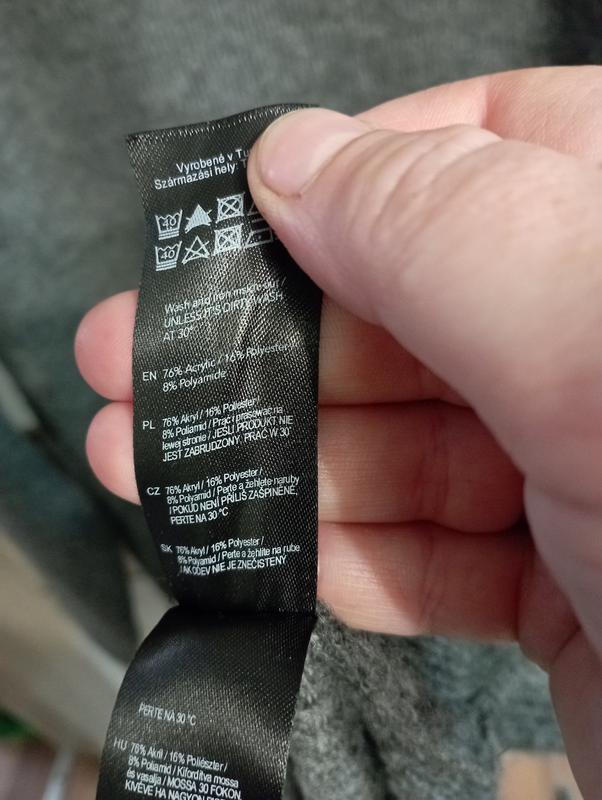 Vyrobené v
Származási hely:
40
40
Wash and iron
UNLESS IT'S DIRTY WASH
AT 30°
EN 76% Acrylic / 16% Polyester /
8% Polyamide
PL 76% Akryl / 16% Poliester /
8% Poliamid / Prać i prasować na
lewej stronie / JEŚLI PRODUKT NIE
JEST ZABRUDZONY, PRAĆ W 30°
CZ 76% Akryl / 16% Polyester /
8% Polyamid / Perte a žehlete naruby
/ POKUD NENÍ PŘÍLIŠ ZAŠPINĚNÉ,
PERTE NA 30 °C
SK 76% Akryl / 16% Polyester /
8% Polyamid / Perte a žehlite na rube
/ AK ODEV NIE JE ZNEČISTENÝ
PERTE NA 30 °C
HU 76% Akril / 16% Poliészter /
8% Poliamid / Kifordítva mossa
és vasalja / MOSSA 30 FOKON,
KIVÉVE HA NAGYON